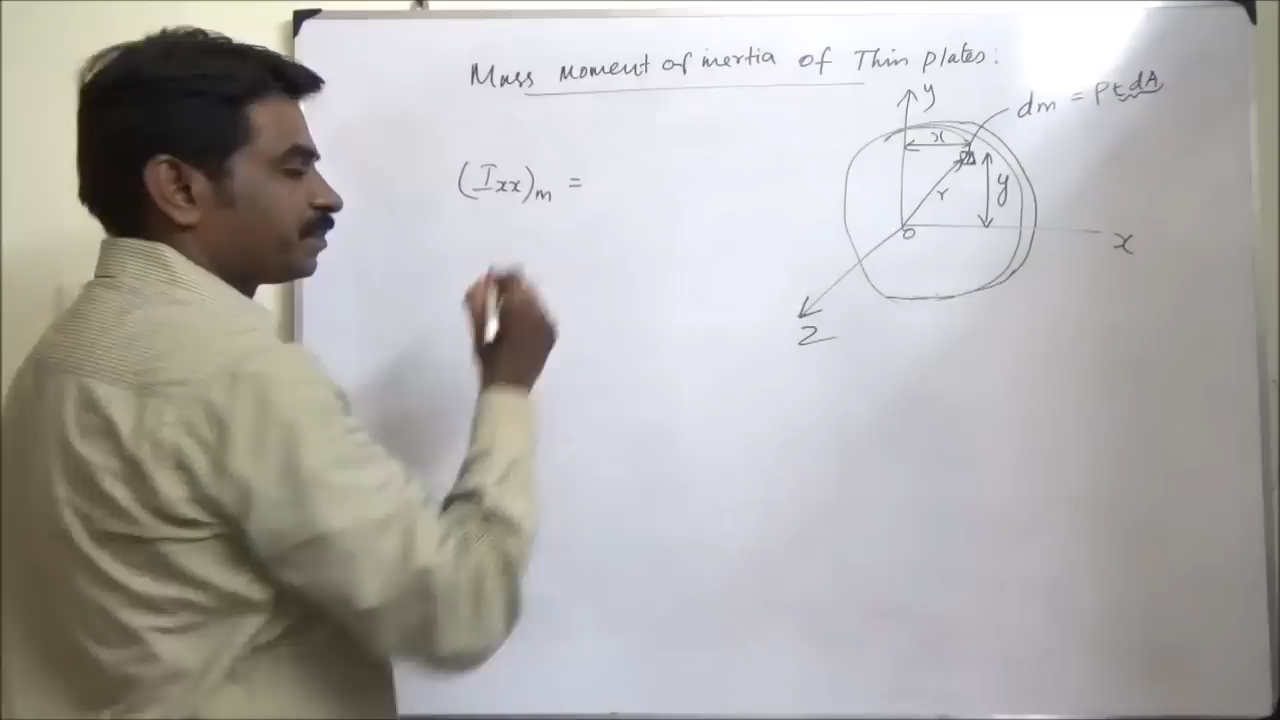 Mass Moment of inertia of Thin plates:
y
dm = ρt dA
x
(Ixx)m =
r
y
o
x
Z